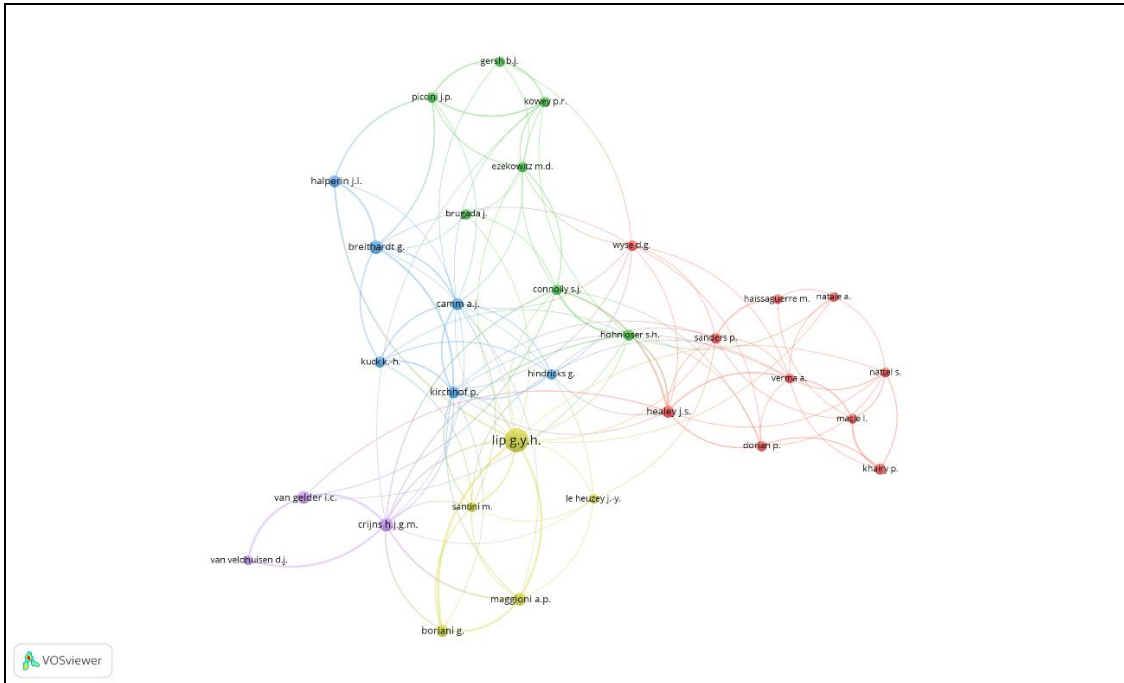 gersh b.j.
piccini j.p.
kowey p.r.
ezekowitz m.d.
halperin j.l.
brugada j.
breithardt g.
wyse d.g.
connolly s.j.
haissaguerre m.
natale a.
camm a.j.
hohnloser s.h.
sanders p.
kuck k.-h.
hindricks g.
verma a.
nattel s.
kirchhof p.
healey j.s.
macle l.
lip g.y.h.
dorian p.
khairy p.
van gelder i.c.
santini m.
le heuzey j.-y.
crijns h.j.g.m.
van veldhuisen d.j.
maggioni a.p.
boriani g.
VOSviewer